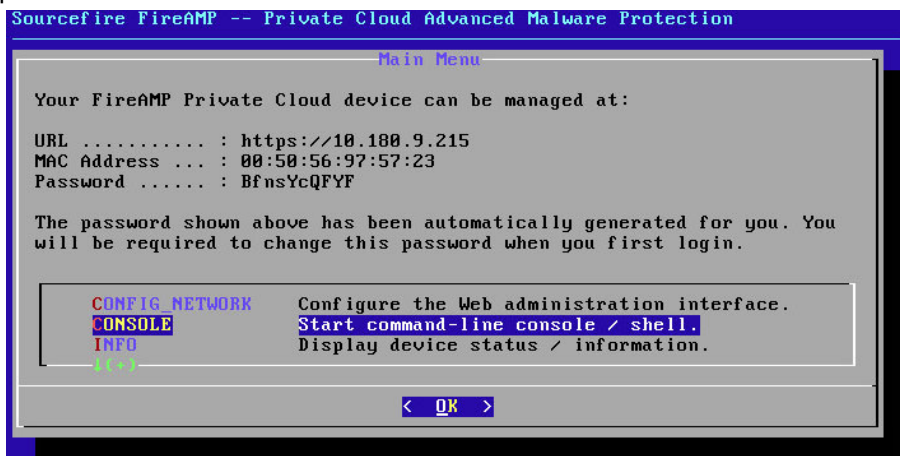 Sourcefire FireAMP -- Private Cloud Advanced Malware Protection
Main Menu
Your FireAMP Private Cloud device can be managed at:
URL ........... : https://10.180.9.215
MAC Address ... : 00:50:56:97:57:23
Password ...... : BfnsYcQFYF
The password shown above has been automatically generated for you. You
will be required to change this password when you first login.
CONFIG_NETWORK Configure the Web administration interface.
CONSOLE Start command-line console / shell.
INFO Display device status / information.
↓(+)
< OK >